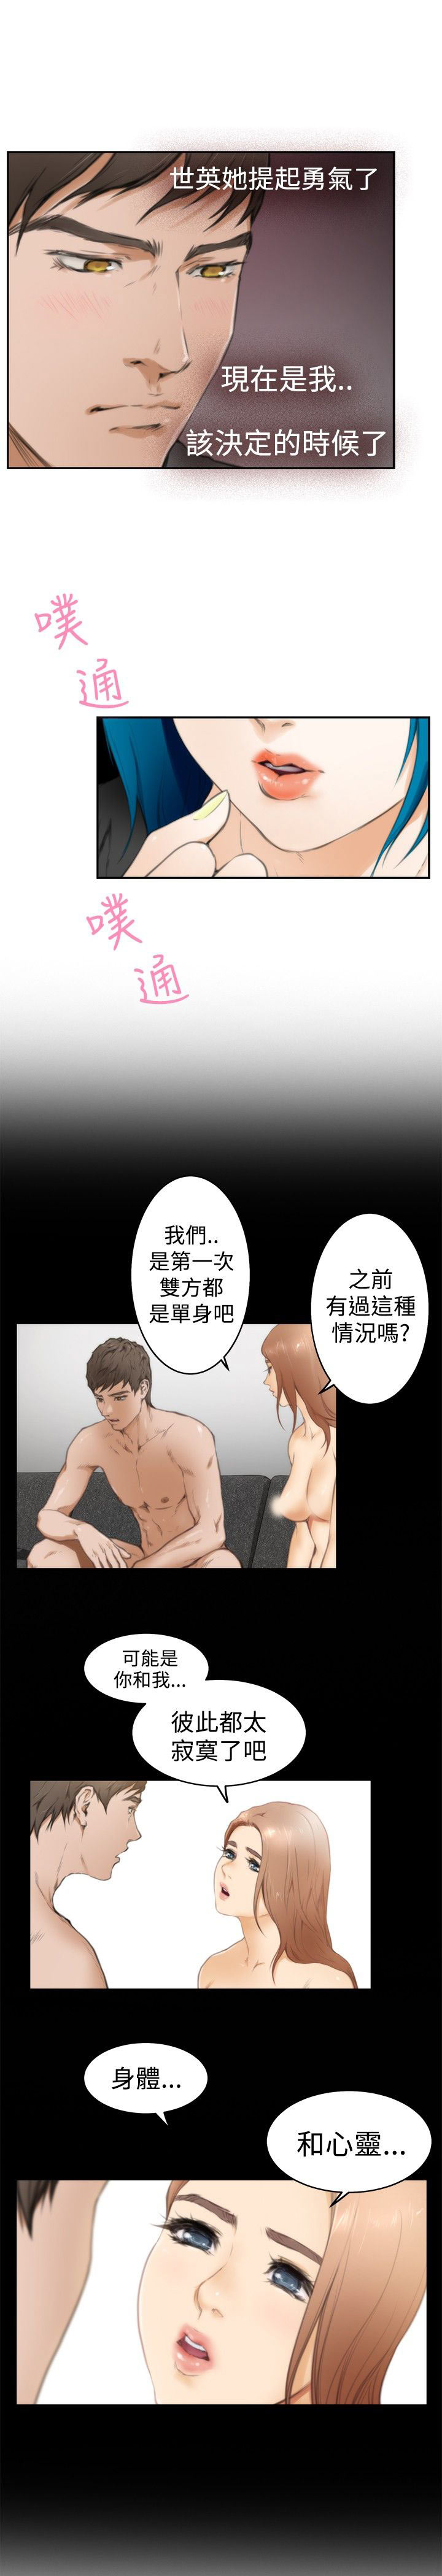 世英她提起勇氣了
現在是我..
該決定的時候了
噗
通
噗
通
我們..
是第一次
雙方都
是單身吧
之前
有過這種
情況嗎?
可能是
你和我...
彼此都太
寂寞了吧
身體...
和心靈...